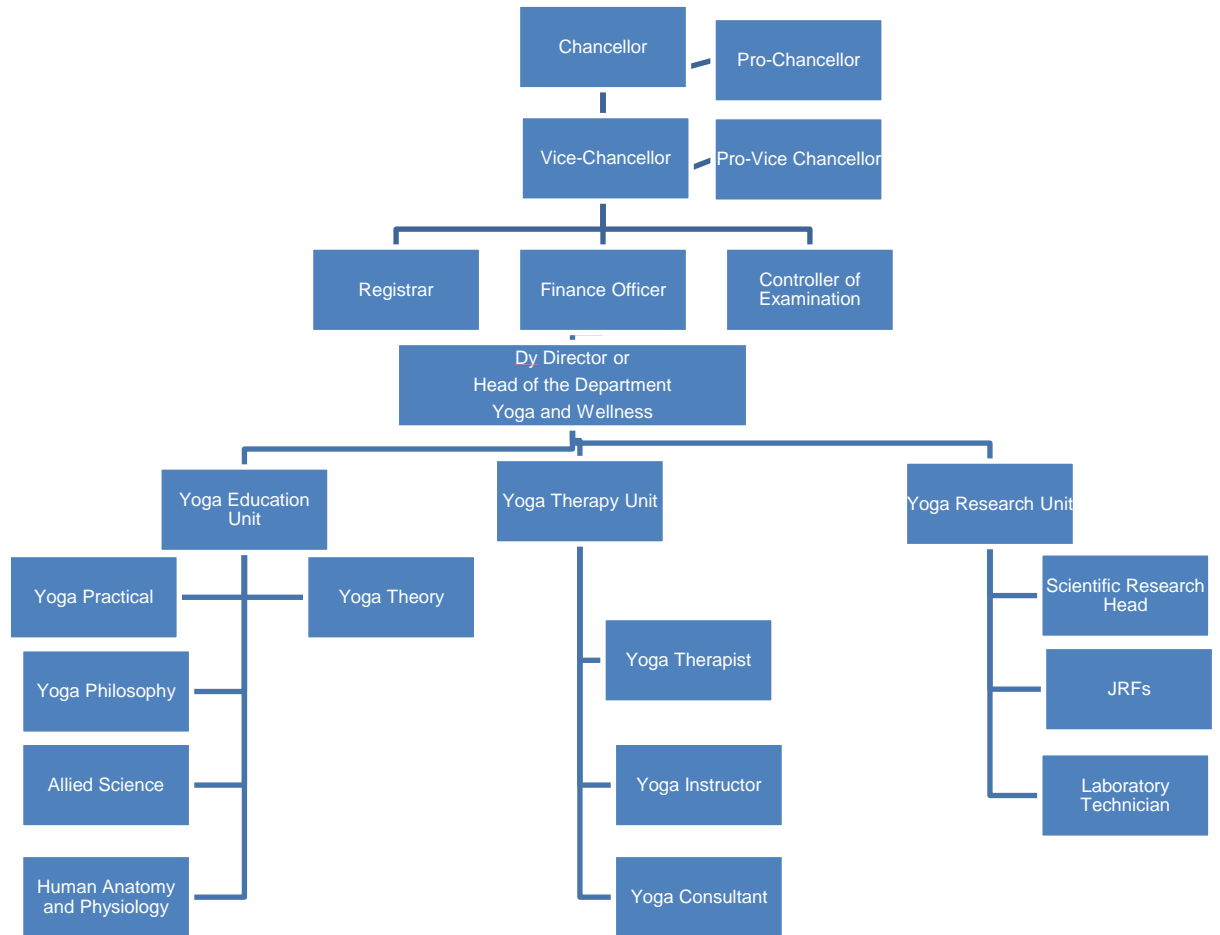 Chancellor
Pro-Chancellor
Vice-Chancellor
Pro-Vice Chancellor
Registrar
Finance Officer
Controller of
Examination
Dy Director or
Head of the Department
Yoga and Wellness
Yoga Education
Unit
Yoga Therapy Unit
Yoga Research Unit
Yoga Practical
Yoga Theory
Yoga Philosophy
Allied Science
Human Anatomy
and Physiology
Yoga Therapist
Yoga Instructor
Yoga Consultant
Scientific Research
Head
JRFs
Laboratory
Technician